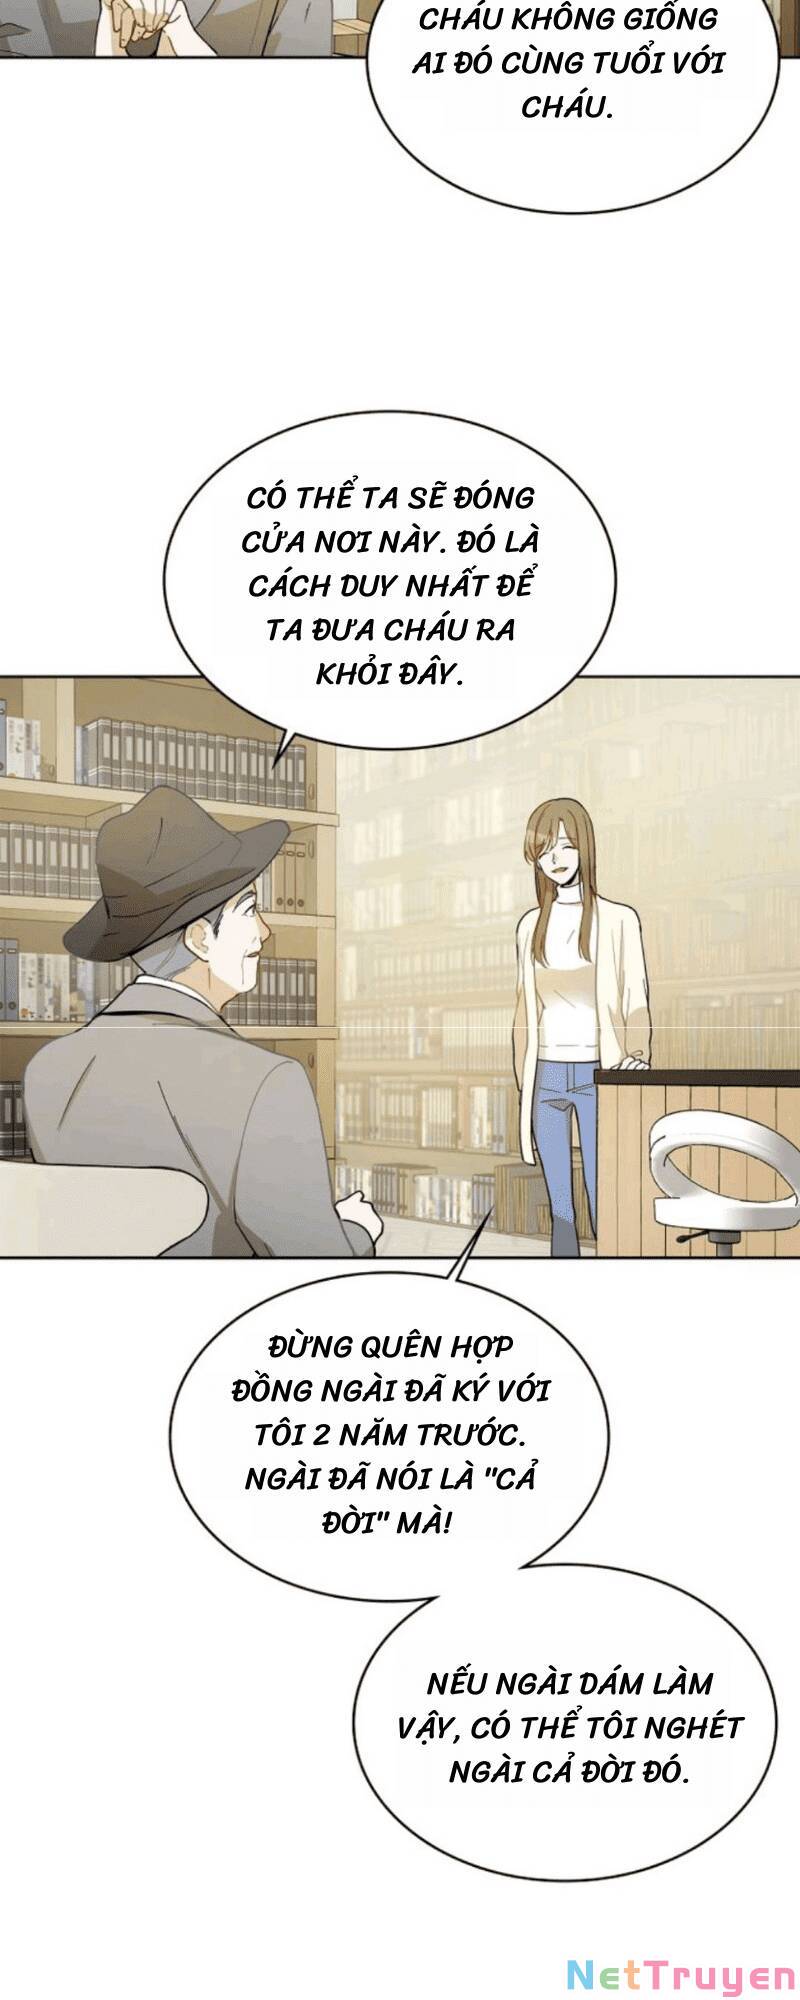 CHÁU KHÔNG GIỐNG
AI ĐÓ CÙNG TUỔI VỚI
CHÁU.
CÓ THỂ TA SẼ ĐÓNG
CỬA NƠI NÀY. ĐÓ LÀ
CÁCH DUY NHẤT ĐỂ
TA ĐƯA CHÁU RA
KHỎI ĐÂY.
ĐỪNG QUÊN HỢP
ĐỒNG NGÀI ĐÃ KÝ VỚI
TÔI 2 NĂM TRƯỚC.
NGÀI ĐÃ NÓI LÀ "CẢ
ĐỜI" MÀ!
NẾU NGÀI DÁM LÀM
VẬY, CÓ THỂ TÔI NGHÉT
NGÀI CẢ ĐỜI ĐÓ.
NetTruyen